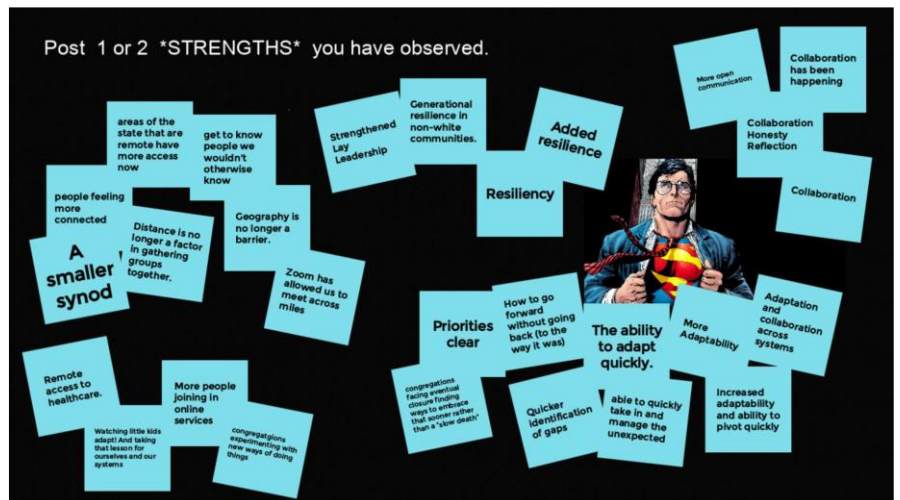 Post 1 or 2 *STRENGTHS* you have observed.
areas of the
state that are
remote have
more access
now
get to know
people we
wouldn't
otherwise
know
people feeling
more
connected
A
smaller
synod
Distance is no
longer a factor
in gathering
groups
together.
Geography is
no longer a
barrier.
Zoom has
allowed us to
meet across
miles
Strengthened
Lay
Leadership
Generational
resilience in
non-white
communities.
Added
resilience
Resiliency
More open
communication
Collaboration
has been
happening
Collaboration
Honesty
Reflection
Collaboration
Remote
access to
healthcare.
Watching little kids
adapt! And taking
that lesson for
ourselves and our
systems
More people
joining in
online
services
congregatgions
experimenting with
new ways of doing
things
Priorities
clear
How to go
forward
without going
back (to the
way it was)
The ability
to adapt
quickly.
More
Adaptability
Adaptation
and
collaboration
across
systems
congregations
facing eventual
closure finding
ways to embrace
that sooner rather
than a "slow death"
Quicker
identification
of gaps
able to quickly
take in and
manage the
unexpected
Increased
adaptability
and ability to
pivot quickly